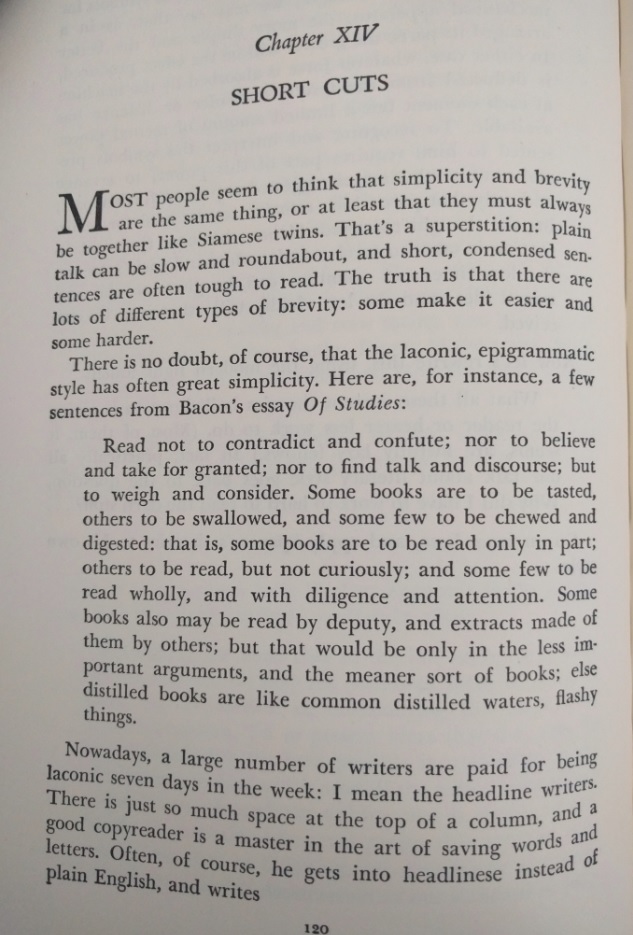 Chapter XIV
SHORT CUTS
MOST people seem to think that simplicity and brevity
are the same thing, or at least that they must always
be together like Siamese twins. That's a superstition: plain
talk can be slow and roundabout, and short, condensed sen-
tences are often tough to read. The truth is that there are
lots of different types of brevity: some make it easier and
some harder.
There is no doubt, of course, that the laconic, epigrammatic
style has often great simplicity. Here are, for instance, a few
sentences from Bacon's essay Of Studies:
Read not to contradict and confute; nor to believe
and take for granted; nor to find talk and discourse; but
to weigh and consider. Some books are to be tasted,
others to be swallowed, and some few to be chewed and
digested: that is, some books are to be read only in part;
others to be read, but not curiously; and some few to be
read wholly, and with diligence and attention. Some
books also may be read by deputy, and extracts made of
them by others; but that would be only in the less im-
portant arguments, and the meaner sort of books; else
distilled books are like common distilled waters, flashy
things.
Nowadays, a large number of writers are paid for being
laconic seven days in the week: I mean the headline writers.
There is just so much space at the top of a column, and a
good copyreader is a master in the art of saving words and
letters. Often, of course, he gets into headlinese instead of
plain English, and writes
120